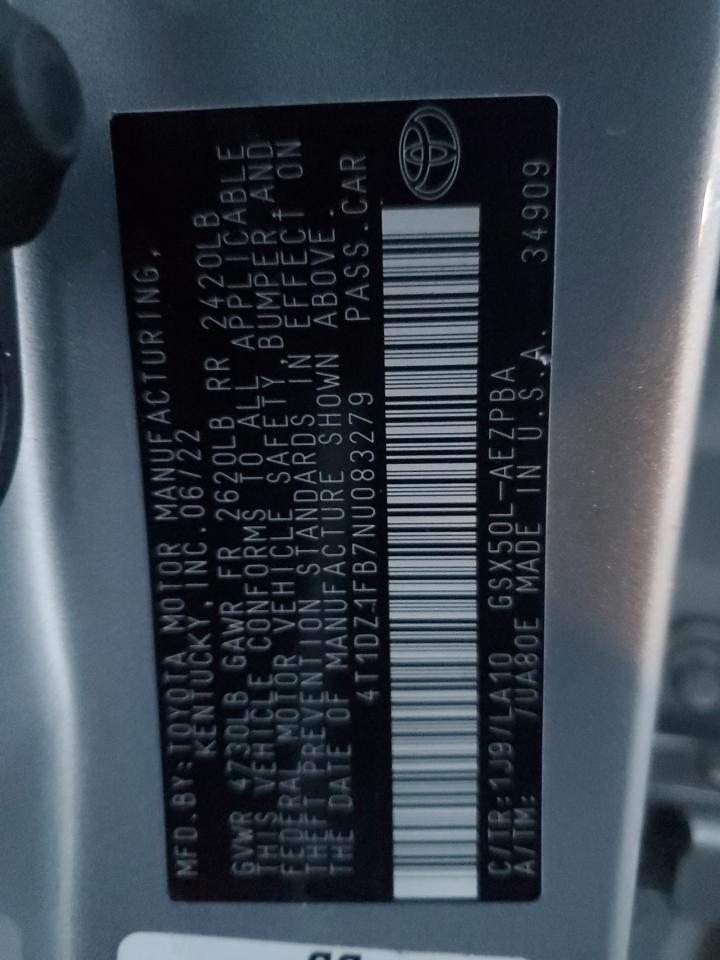 MFD.BY:TOYOTA MOTOR MANUFACTURING,
KENTUCKY, INC. 06/22
GVWR 4730LB GAWR FR 2620LB RR 2420LB
THIS VEHICLE CONFORMS TO ALL APPLICABLE
FEDERAL MOTOR VEHICLE SAFETY, BUMPER AND
THEFT PREVENTION STANDARDS IN EFFECT ON
THE DATE OF MANUFACTURE SHOWN ABOVE.
4T1DZ1FB7NU083279 PASS.CAR
C/TR:1J9/LA10 GSX50L-AEZPBA
A/TM: /UA80E MADE IN U.S.A. 34909